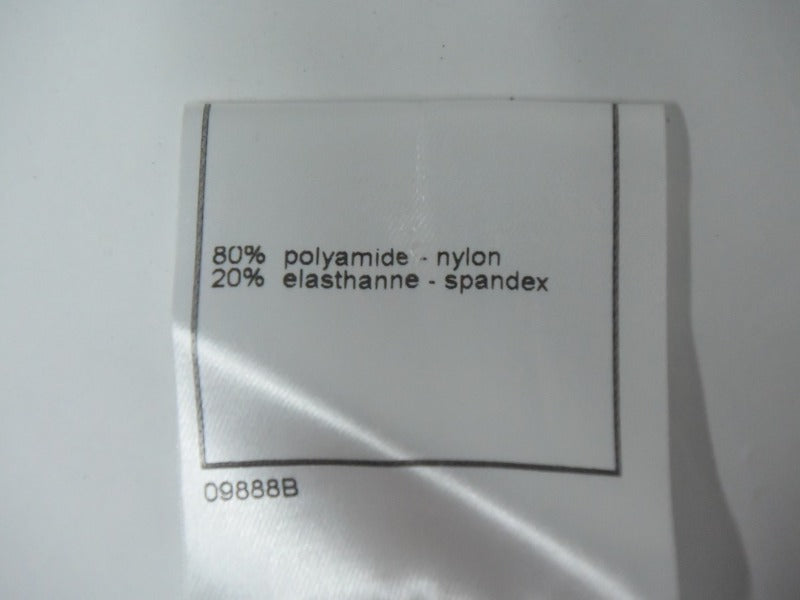 80% polyamide - nylon
20% elasthanne - spandex
09888B